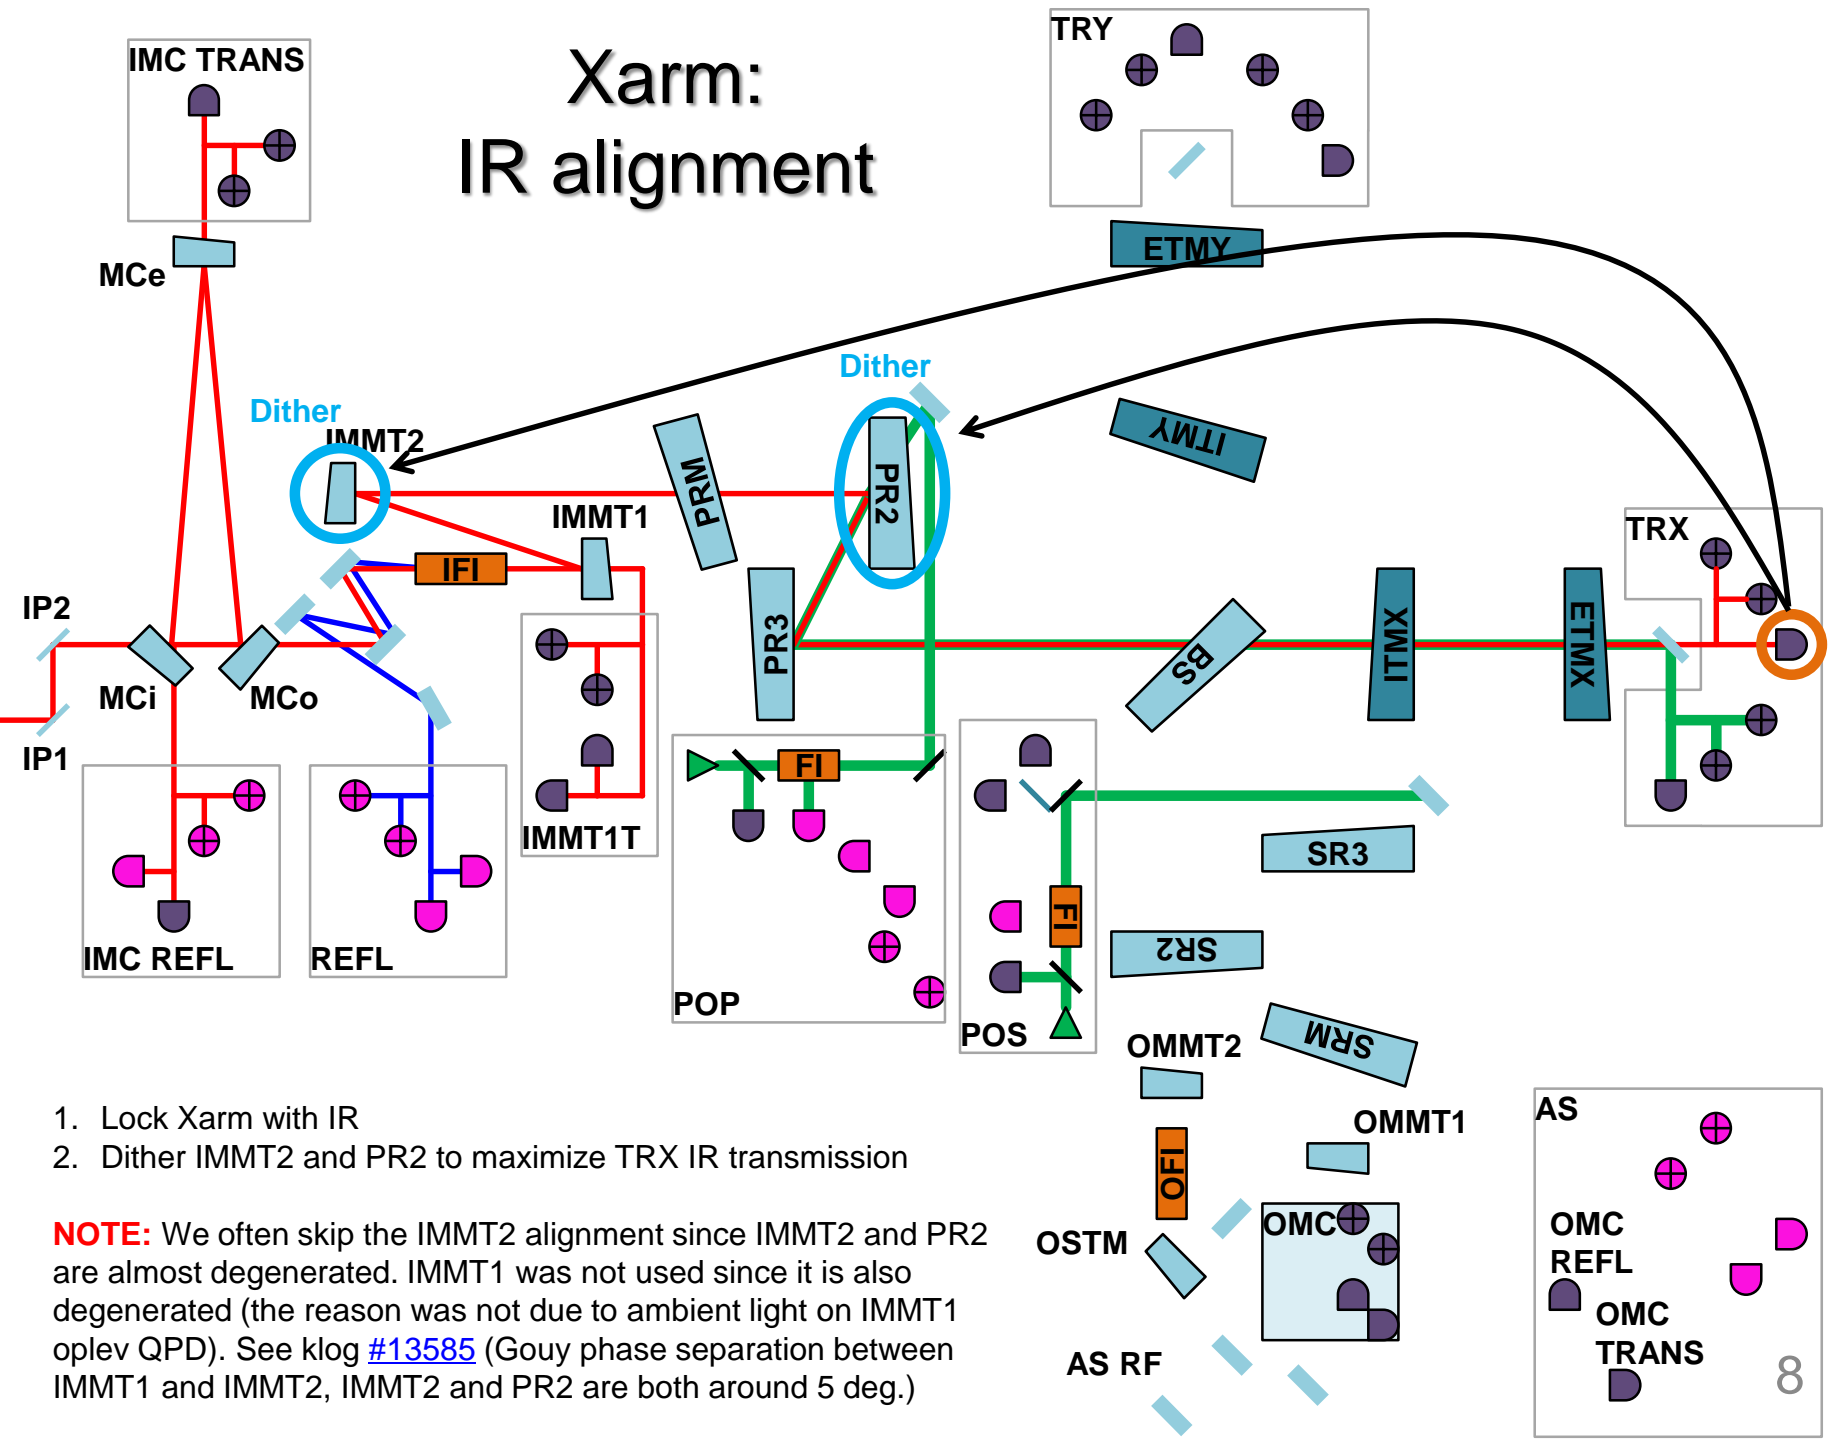 Xarm:
IR alignment
IMC TRANS
TRY
MCe
ETMY
Dither
Dither
IMMT2
PRM
PR2
ITMY
IMMT1
TRX
IFI
IP2
PR3
BS
ITMX
ETMX
MCi
MCo
IP1
FI
IMMT1T
SR3
FI
IMC REFL
REFL
SR2
POP
POS
SRM
OMMT2
OMMT1
AS
1. Lock Xarm with IR
2. Dither IMMT2 and PR2 to maximize TRX IR transmission
OFI
OMC
OSTM
OMC
REFL
OMC
TRANS
AS RF
NOTE: We often skip the IMMT2 alignment since IMMT2 and PR2
are almost degenerated. IMMT1 was not used since it is also
degenerated (the reason was not due to ambient light on IMMT1
oplev QPD). See klog #13585 (Gouy phase separation between
IMMT1 and IMMT2, IMMT2 and PR2 are both around 5 deg.)
8